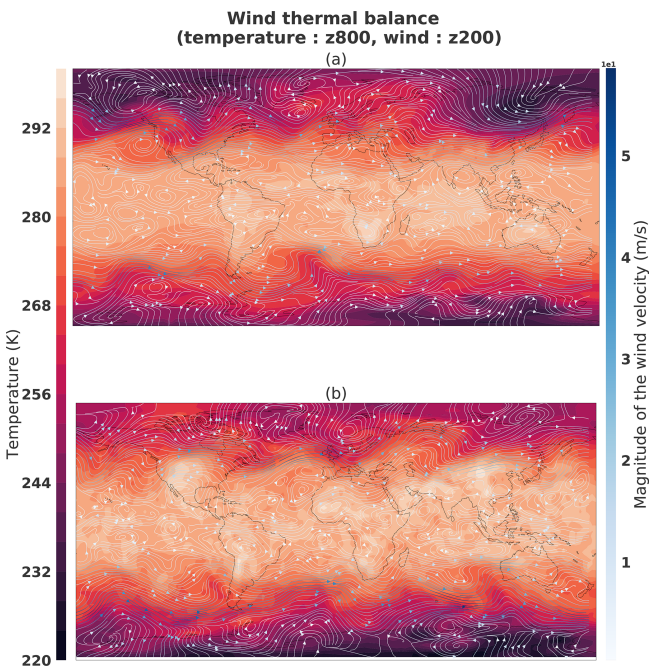 Wind thermal balance
(temperature : z800, wind : z200)
(a)
1e1
292
280
268
256
244
232
220
Temperature (K)
5
4
3
2
1
Magnitude of the wind velocity (m/s)
(b)